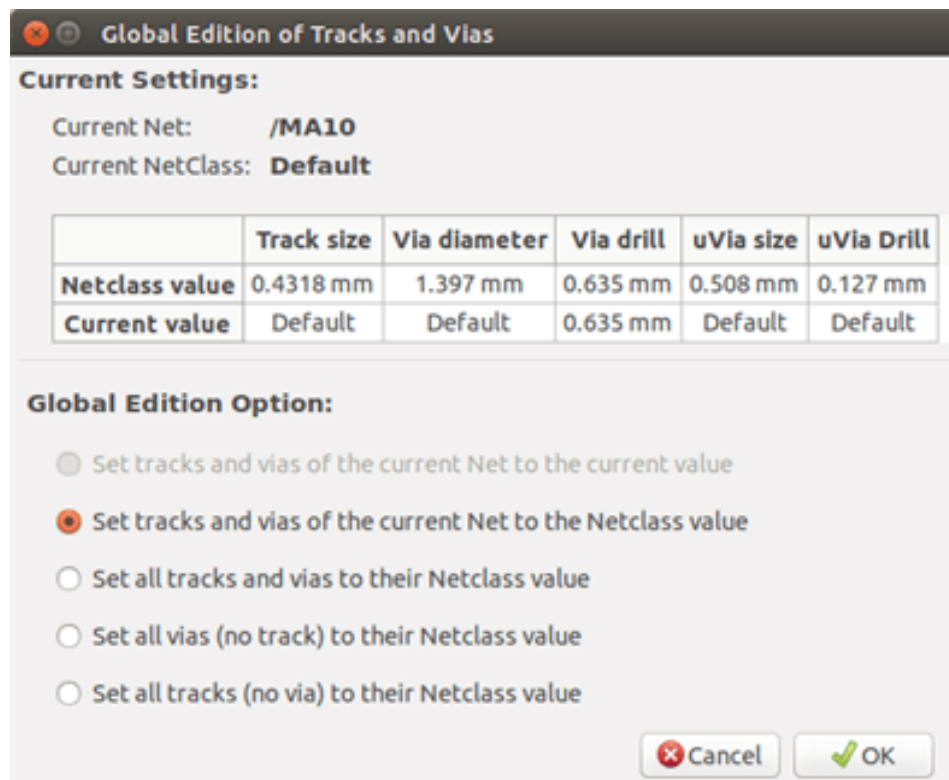 Global Edition of Tracks and Vias
Current Settings:
Current Net: /MA10
Current NetClass: Default
Track size Via diameter Via drill uVia size uVia Drill
Netclass value 0.4318 mm 1.397 mm 0.635 mm 0.508 mm 0.127 mm
Current value Default Default 0.635 mm Default Default
Global Edition Option:
Set tracks and vias of the current Net to the current value
Set tracks and vias of the current Net to the Netclass value
Set all tracks and vias to their Netclass value
Set all vias (no track) to their Netclass value
Set all tracks (no via) to their Netclass value
Cancel OK